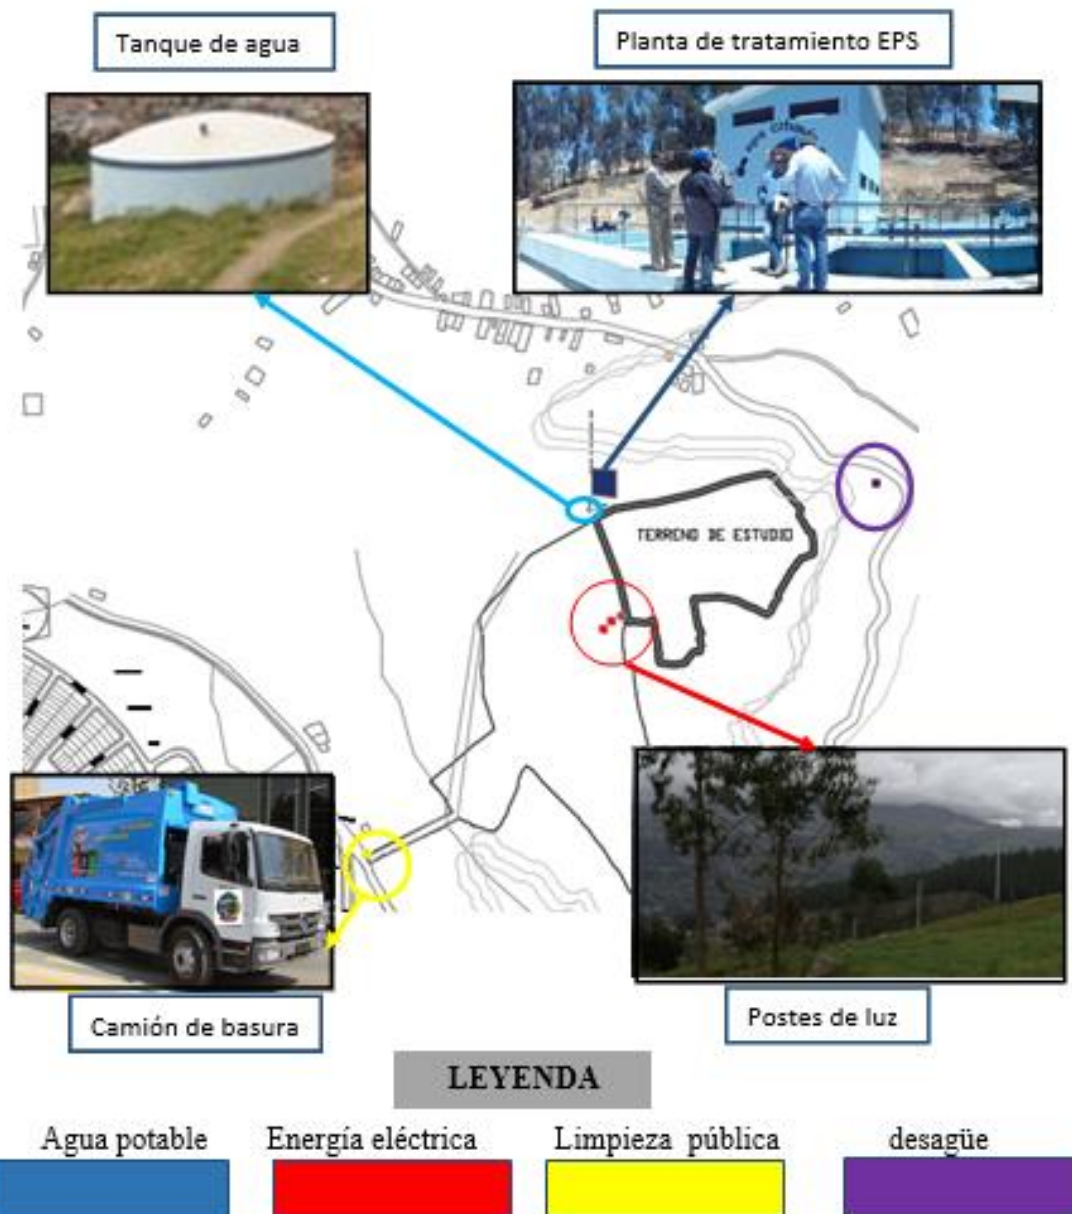 Tanque de agua
Planta de tratamiento EPS
TERRENO DE ESTUDIO
Camión de basura
Postes de luz
LEYENDA
Agua potable
Energía eléctrica
Limpieza pública
desagüe